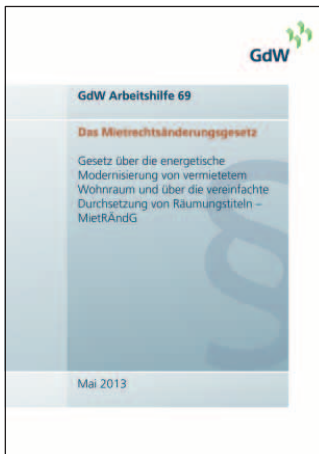 GdW
GdW Arbeitshilfe 69
Das Mietrechtsänderungsgesetz
Gesetz über die energetische
Modernisierung von vermietetem
Wohnraum und über die vereinfachte
Durchsetzung von Räumungstiteln –
MietRÄndG
§
Mai 2013